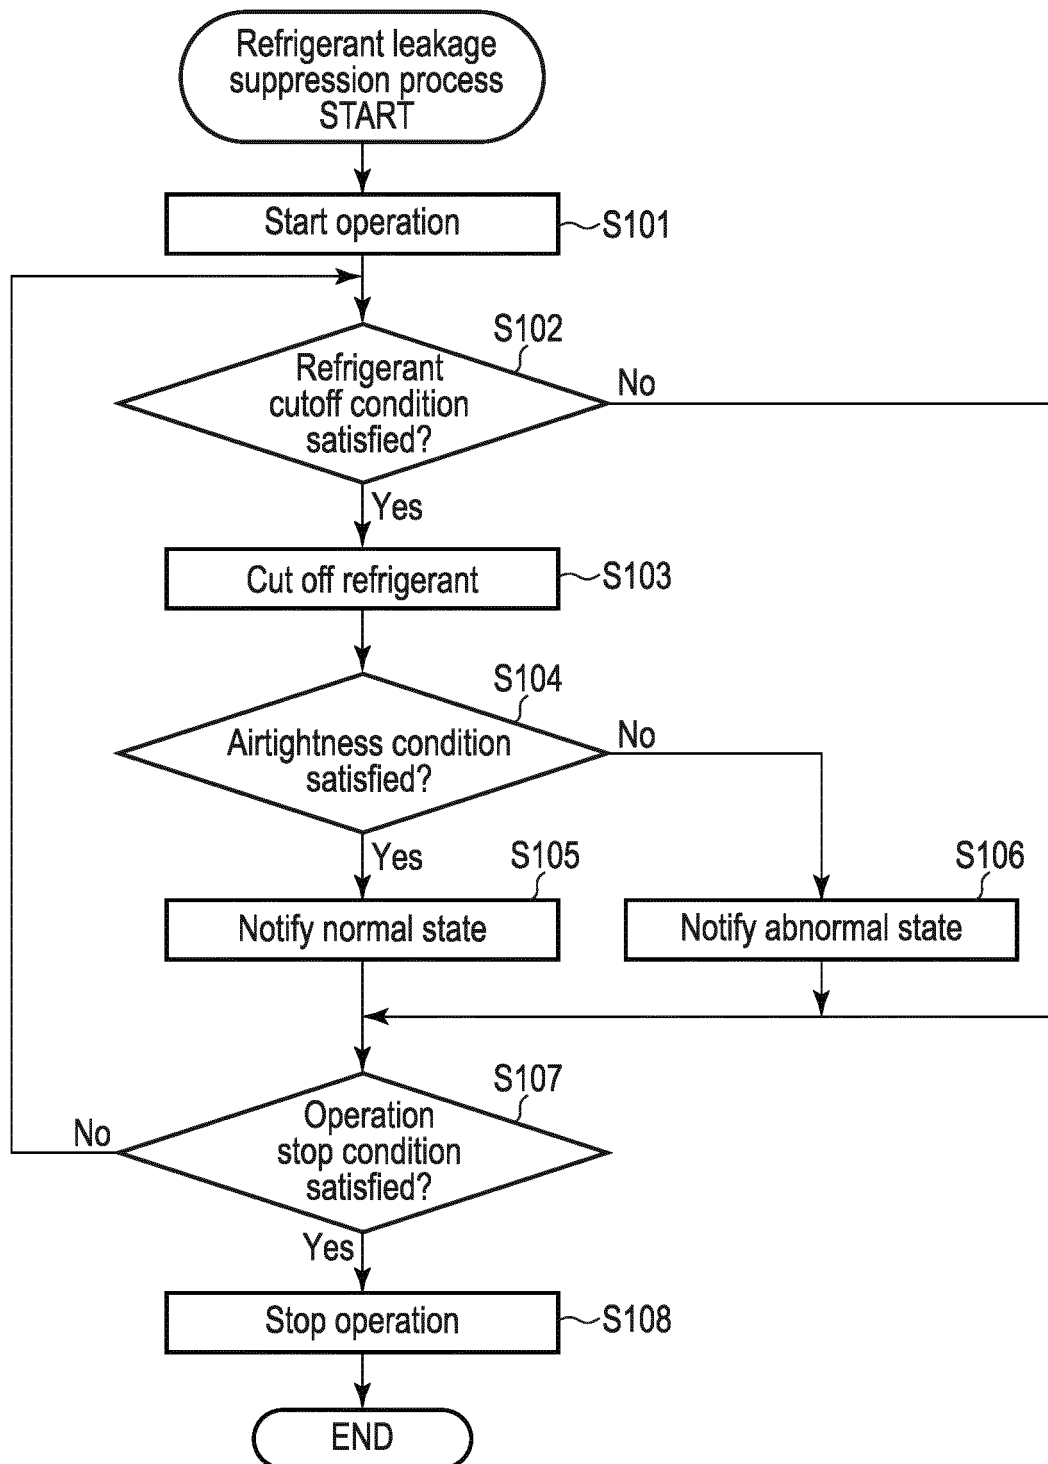 Refrigerant leakage
suppression process
START
Start operation
S101
S102
Refrigerant
cutoff condition
satisfied?
No
Yes
Cut off refrigerant
S103
S104
Airtightness condition
satisfied?
No
Yes
S105
Notify normal state
S106
Notify abnormal state
S107
Operation
stop condition
satisfied?
No
Yes
Stop operation
S108
END